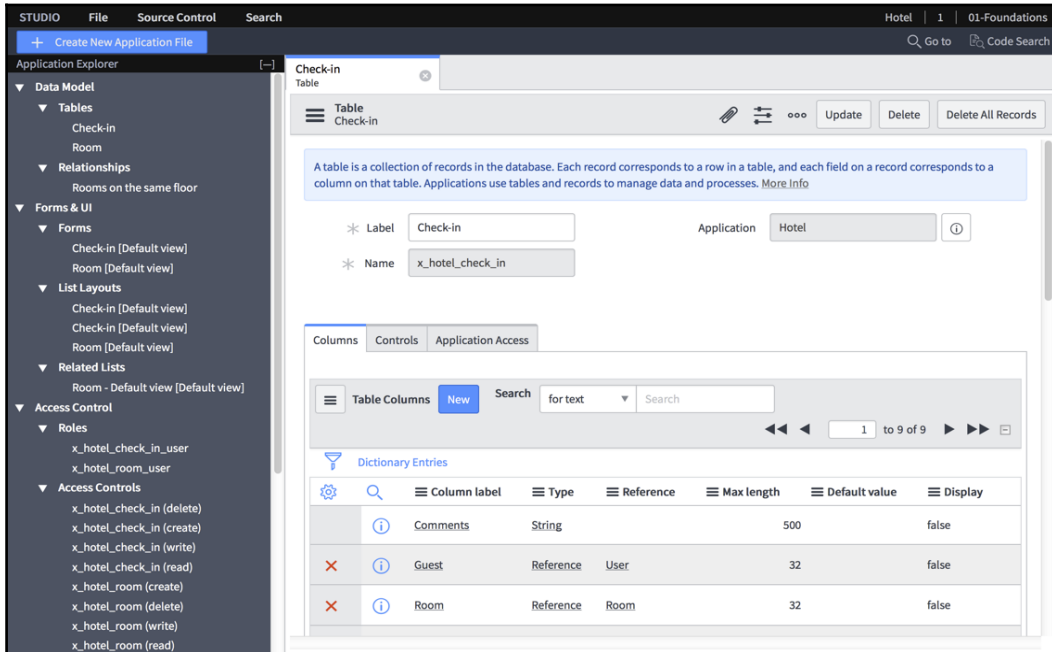 STUDIO File Source Control Search Hotel 1 01-Foundations
+ Create New Application File Go to Code Search
Application Explorer [—]
Data Model
Tables
Check-in
Room
Relationships
Rooms on the same floor
Forms & UI
Forms
Check-in [Default view]
Room [Default view]
List Layouts
Check-in [Default view]
Check-in [Default view]
Room [Default view]
Related Lists
Room - Default view [Default view]
Access Control
Roles
x_hotel_check_in_user
x_hotel_room_user
Access Controls
x_hotel_check_in (delete)
x_hotel_check_in (create)
x_hotel_check_in (write)
x_hotel_check_in (read)
x_hotel_room (create)
x_hotel_room (delete)
x_hotel_room (write)
x_hotel_room (read)
Check-in
Table
Table
Check-in
Update Delete Delete All Records
A table is a collection of records in the database. Each record corresponds to a row in a table, and each field on a record corresponds to a
column on that table. Applications use tables and records to manage data and processes. More Info
Label Check-in Application Hotel
Name x_hotel_check_in
Columns Controls Application Access
Table Columns New Search for text Search
1 to 9 of 9
Dictionary Entries
Column label Type Reference Max length Default value Display
Comments String 500 false
Guest Reference User 32 false
Room Reference Room 32 false